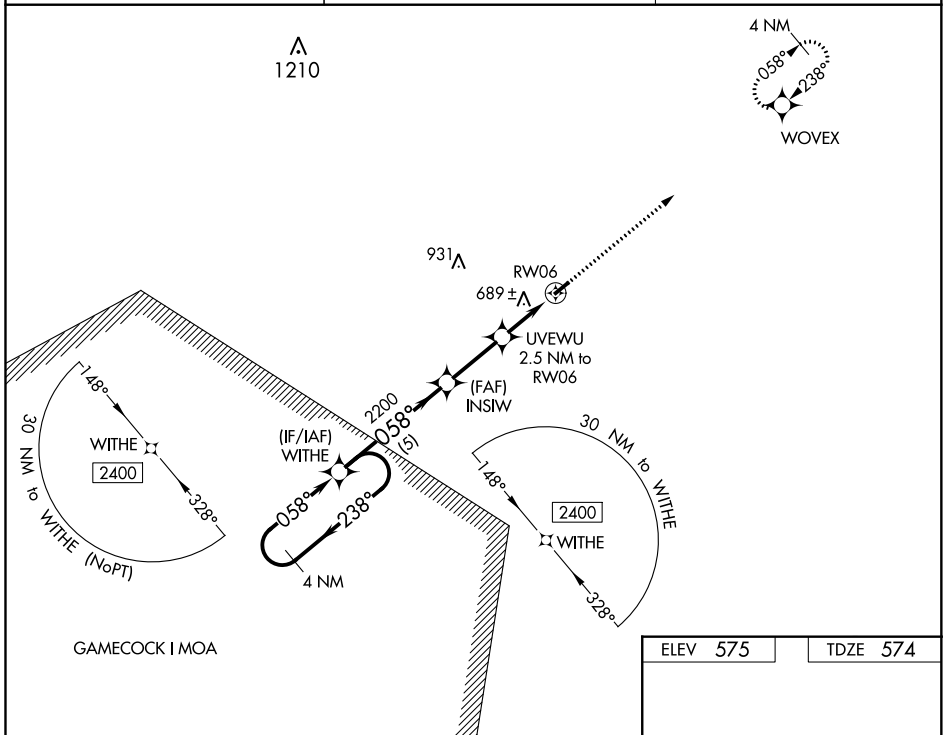 1210
4 NM
058°
238°
WOVEX
931
RW06
689 ±
UVEWU
2.5 NM to
RW06
(FAF)
INSIW
2200
058°
(5)
(IF/IAF)
WITHE
058°
238°
4 NM
148°
WITHE
2400
328°
30 NM to WITHE (NoPT)
30 NM to WITHE
148°
2400
WITHE
328°
GAMECOCK I MOA
ELEV 575
TDZE 574